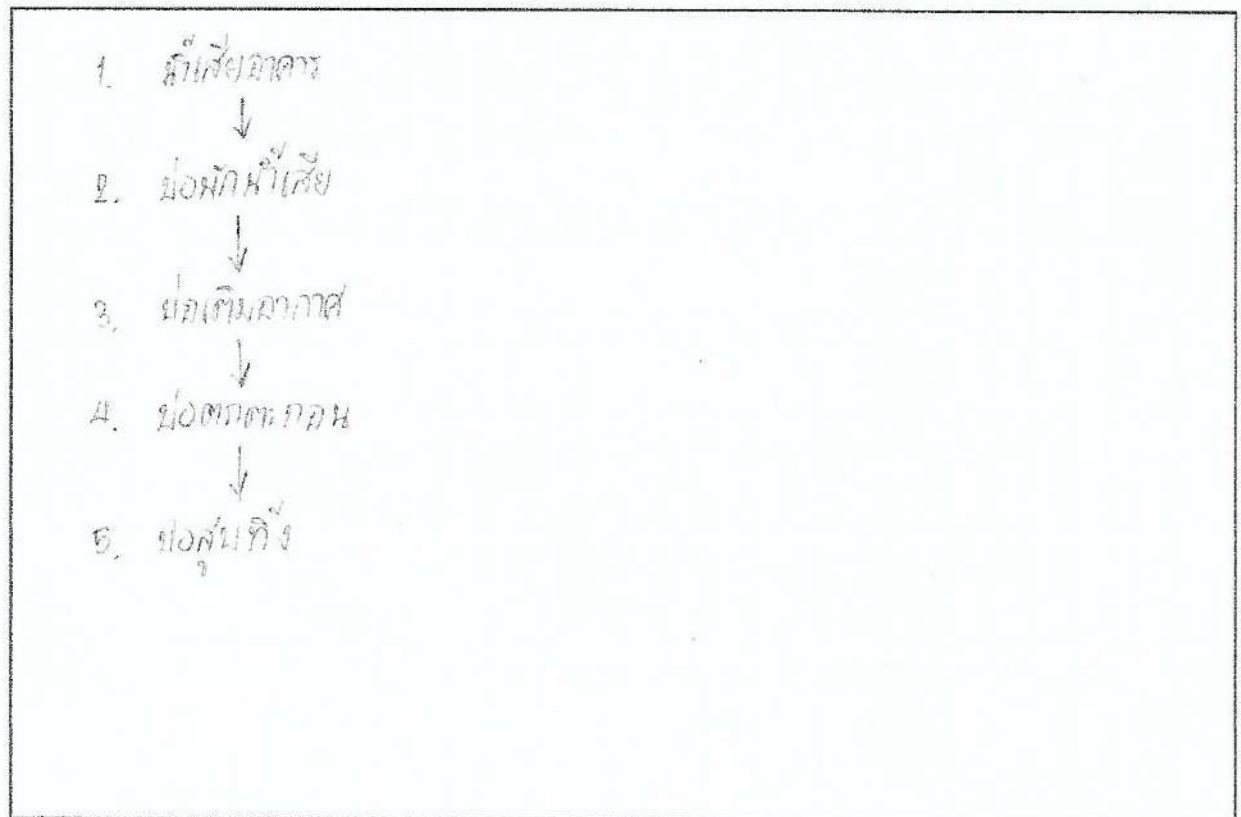 1. น้ำเสียอาคาร
2. บ่อพักน้ำเสีย
3. บ่อเติมอากาศ
4. บ่อตกตะกอน
5. บ่อสูบทิ้ง